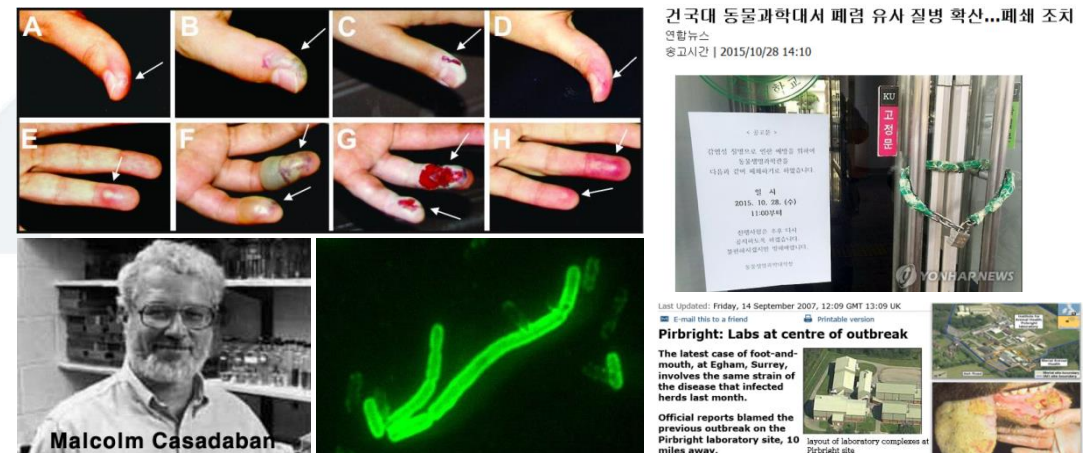 A
B
C
D
E
F
G
H
Malcolm Casadaban
건국대 동물과학대서 폐렴 유사 질병 확산...폐쇄 조치
연합뉴스
송고시간 | 2015/10/28 14:10
KU
고
정
문
< 공고문 >
일 시
2015. 10. 28. (수)
11:00부터
YONHAP NEWS
Last Updated: Friday, 14 September 2007, 12:09 GMT 13:09 UK
E-mail this to a friend
Printable version
Pirbright: Labs at centre of outbreak
The latest case of foot-and-
mouth, at Egham, Surrey,
involves the same strain of
the disease that infected
herds last month.
Official reports blamed the
previous outbreak on the
Pirbright laboratory site, 10
miles away.
layout of laboratory complexes at
Pirbright site